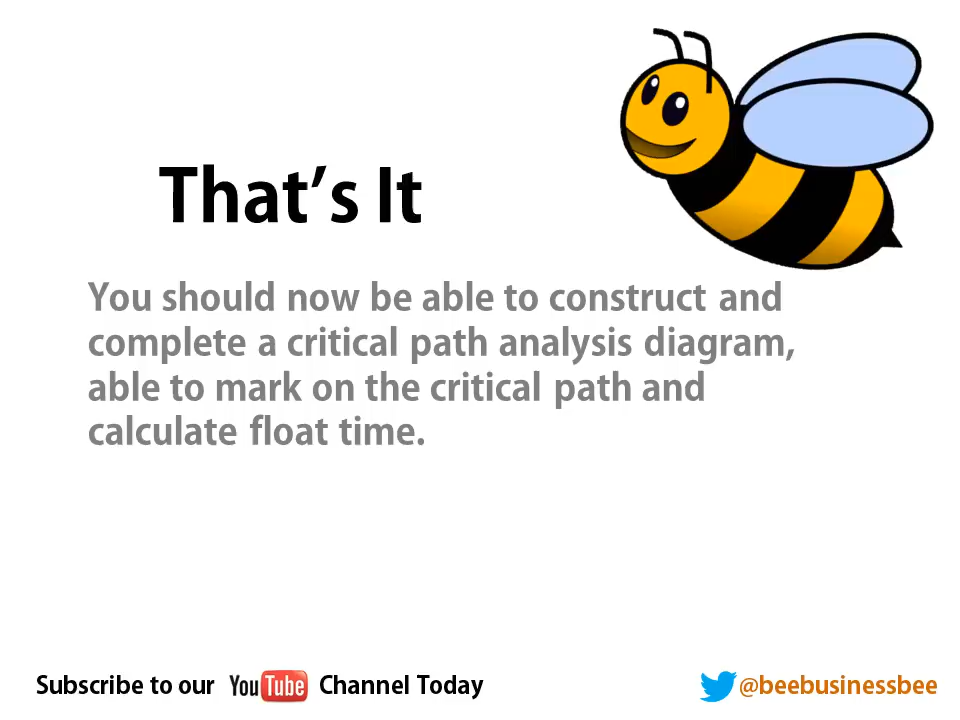 That’s It
You should now be able to construct and
complete a critical path analysis diagram,
able to mark on the critical path and
calculate float time.
Subscribe to our YouTube Channel Today
@beebusinessbee